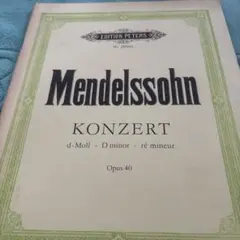 EDITION PETERS
Mendelssohn
KONZERT
d-Moll - D minor - ré mineur
Opus 40